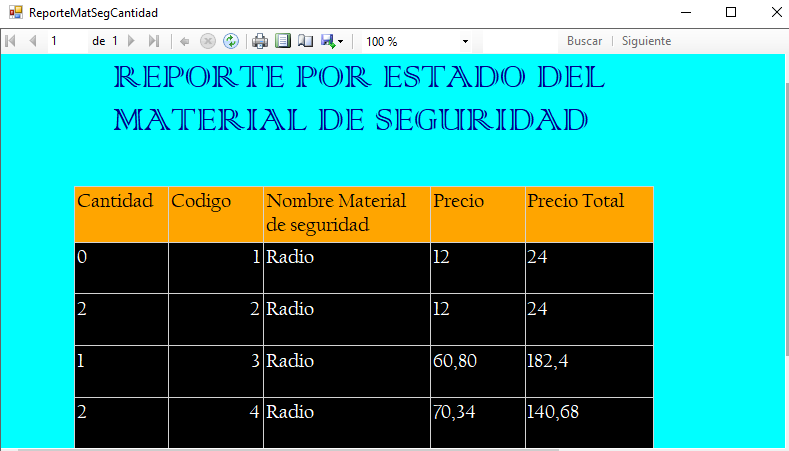 ReporteMatSegCantidad
1 de 1 100 % Buscar Siguiente
REPORTE POR ESTADO DEL
MATERIAL DE SEGURIDAD
Cantidad Codigo Nombre Material Precio Precio Total
de seguridad
0 1 Radio 12 24
2 2 Radio 12 24
1 3 Radio 60,80 182,4
2 4 Radio 70,34 140,68